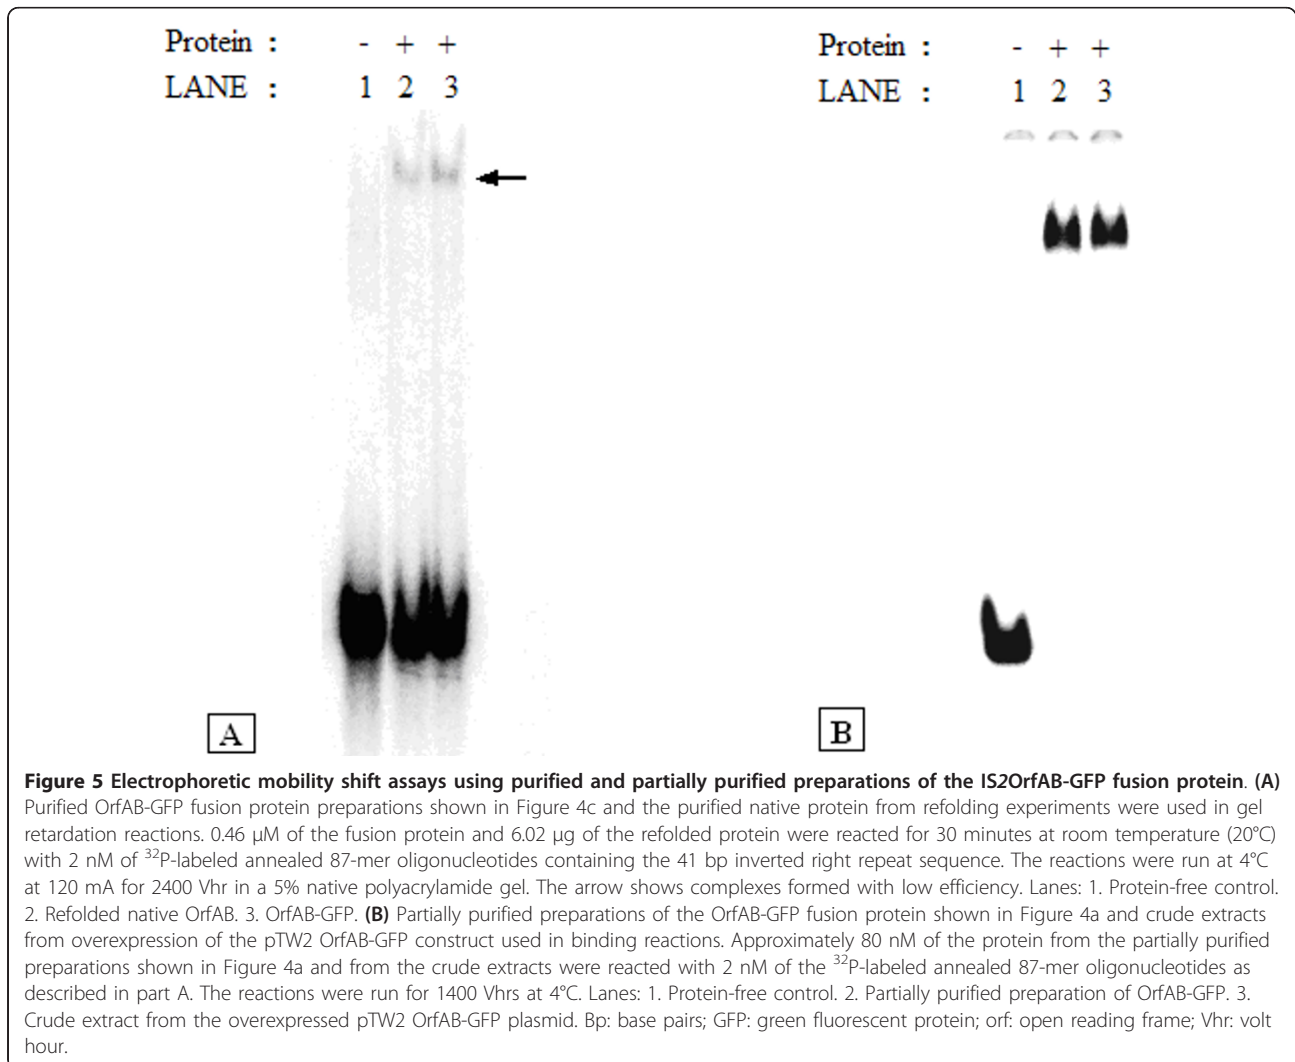 Protein : - + +
LANE : 1 2 3
A
Protein : - + +
LANE : 1 2 3
B
Figure 5 Electrophoretic mobility shift assays using purified and partially purified preparations of the IS2OrfAB-GFP fusion protein. (A)
Purified OrfAB-GFP fusion protein preparations shown in Figure 4c and the purified native protein from refolding experiments were used in gel
retardation reactions. 0.46 μM of the fusion protein and 6.02 μg of the refolded protein were reacted for 30 minutes at room temperature (20°C)
with 2 nM of ³²P-labeled annealed 87-mer oligonucleotides containing the 41 bp inverted right repeat sequence. The reactions were run at 4°C
at 120 mA for 2400 Vhr in a 5% native polyacrylamide gel. The arrow shows complexes formed with low efficiency. Lanes: 1. Protein-free control.
2. Refolded native OrfAB. 3. OrfAB-GFP. (B) Partially purified preparations of the OrfAB-GFP fusion protein shown in Figure 4a and crude extracts
from overexpression of the pTW2 OrfAB-GFP construct used in binding reactions. Approximately 80 nM of the protein from the partially purified
preparations shown in Figure 4a and from the crude extracts were reacted with 2 nM of the ³²P-labeled annealed 87-mer oligonucleotides as
described in part A. The reactions were run for 1400 Vhrs at 4°C. Lanes: 1. Protein-free control. 2. Partially purified preparation of OrfAB-GFP. 3.
Crude extract from the overexpressed pTW2 OrfAB-GFP plasmid. Bp: base pairs; GFP: green fluorescent protein; orf: open reading frame; Vhr: volt
hour.